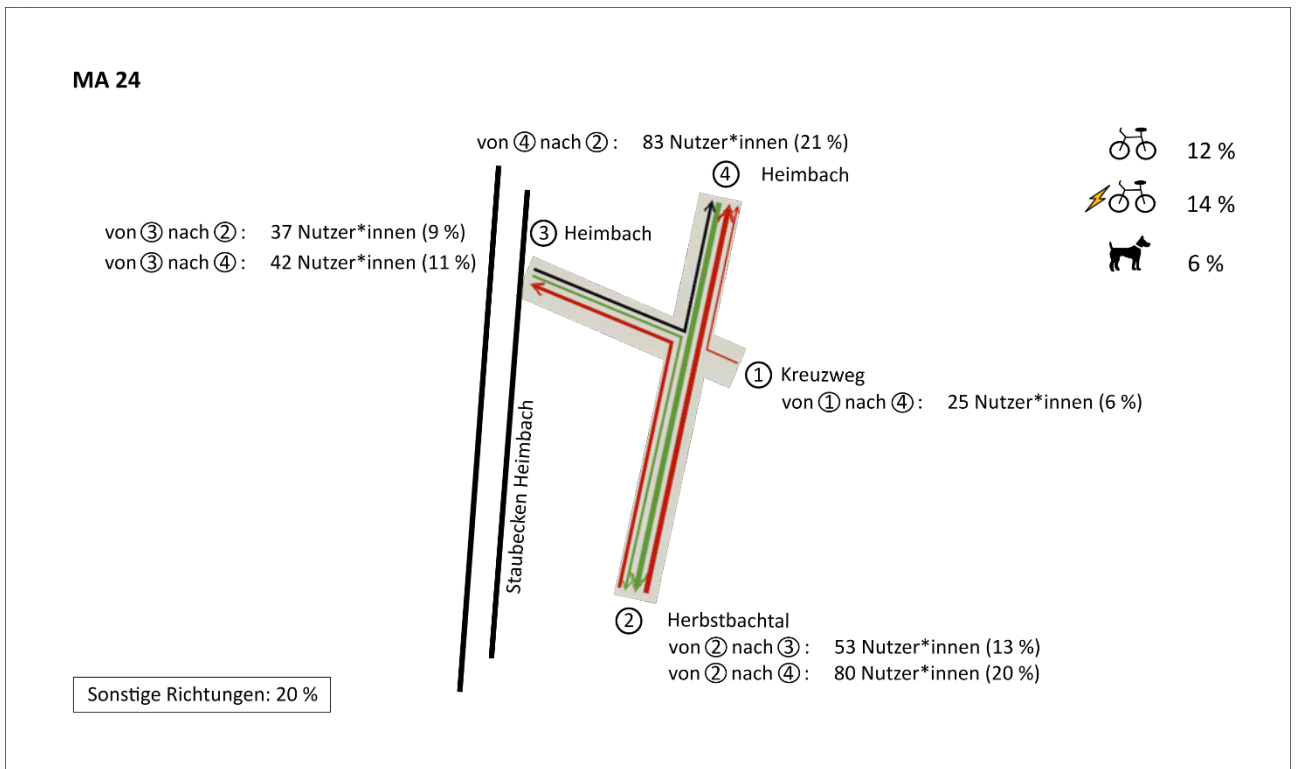 MA 24
von ④ nach ② : 83 Nutzer*innen (21 %)
④ Heimbach
12 %
14 %
6 %
von ③ nach ② : 37 Nutzer*innen (9 %)
von ③ nach ④ : 42 Nutzer*innen (11 %)
③ Heimbach
① Kreuzweg
von ① nach ④ : 25 Nutzer*innen (6 %)
Staubecken Heimbach
② Herbstbachtal
von ② nach ③ : 53 Nutzer*innen (13 %)
von ② nach ④ : 80 Nutzer*innen (20 %)
Sonstige Richtungen: 20 %